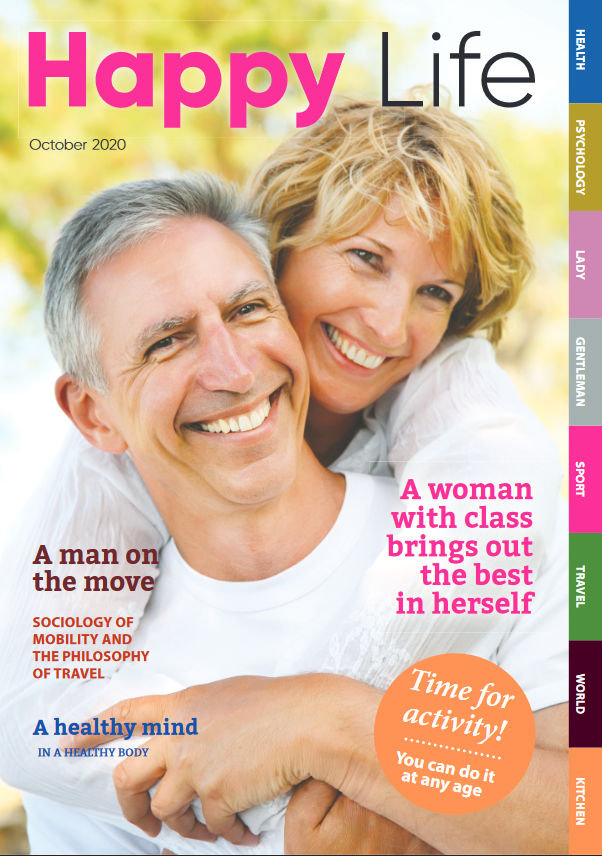 Happy Life
October 2020
HEALTH
PSYCHOLOGY
LADY
GENTLEMAN
SPORT
TRAVEL
WORLD
KITCHEN
A woman
with class
brings out
the best
in herself
A man on
the move
SOCIOLOGY OF
MOBILITY AND
THE PHILOSOPHY
OF TRAVEL
A healthy mind
IN A HEALTHY BODY
Time for
activity!
You can do it
at any age